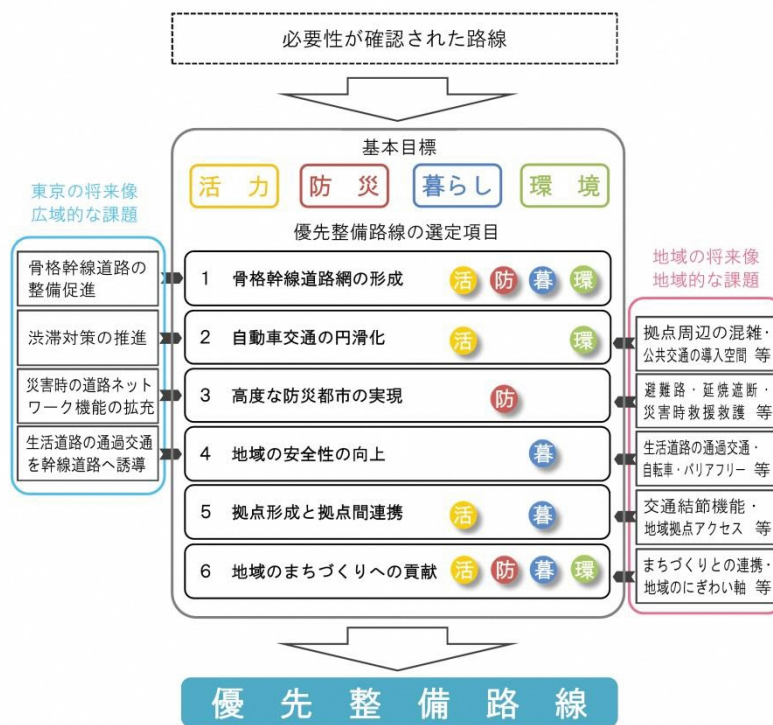 必要性が確認された路線
基本目標
活 力
防 災
暮らし
環 境
優先整備路線の選定項目
東京の将来像
広域的な課題
骨格幹線道路の
整備促進
渋滞対策の推進
災害時の道路ネット
ワーク機能の拡充
生活道路の通過交通
を幹線道路へ誘導
1 骨格幹線道路網の形成 活 防 暮 環
2 自動車交通の円滑化 活 環
3 高度な防災都市の実現 防
4 地域の安全性の向上 暮
5 拠点形成と拠点間連携 活 暮
6 地域のまちづくりへの貢献 活 防 暮 環
地域の将来像
地域的な課題
拠点周辺の混雑・
公共交通の導入空間 等
避難路・延焼遮断・
災害時救援救護 等
生活道路の通過交通・
自転車・バリアフリー 等
交通結節機能・
地域拠点アクセス 等
まちづくりとの連携・
地域のにぎわい軸 等
優先整備路線